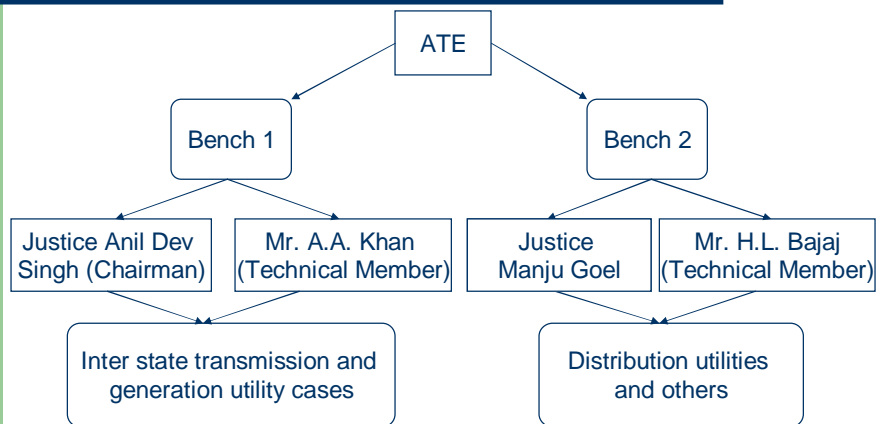 ATE
Bench 1
Bench 2
Justice Anil Dev
Singh (Chairman)
Mr. A.A. Khan
(Technical Member)
Justice
Manju Goel
Mr. H.L. Bajaj
(Technical Member)
Inter state transmission and
generation utility cases
Distribution utilities
and others